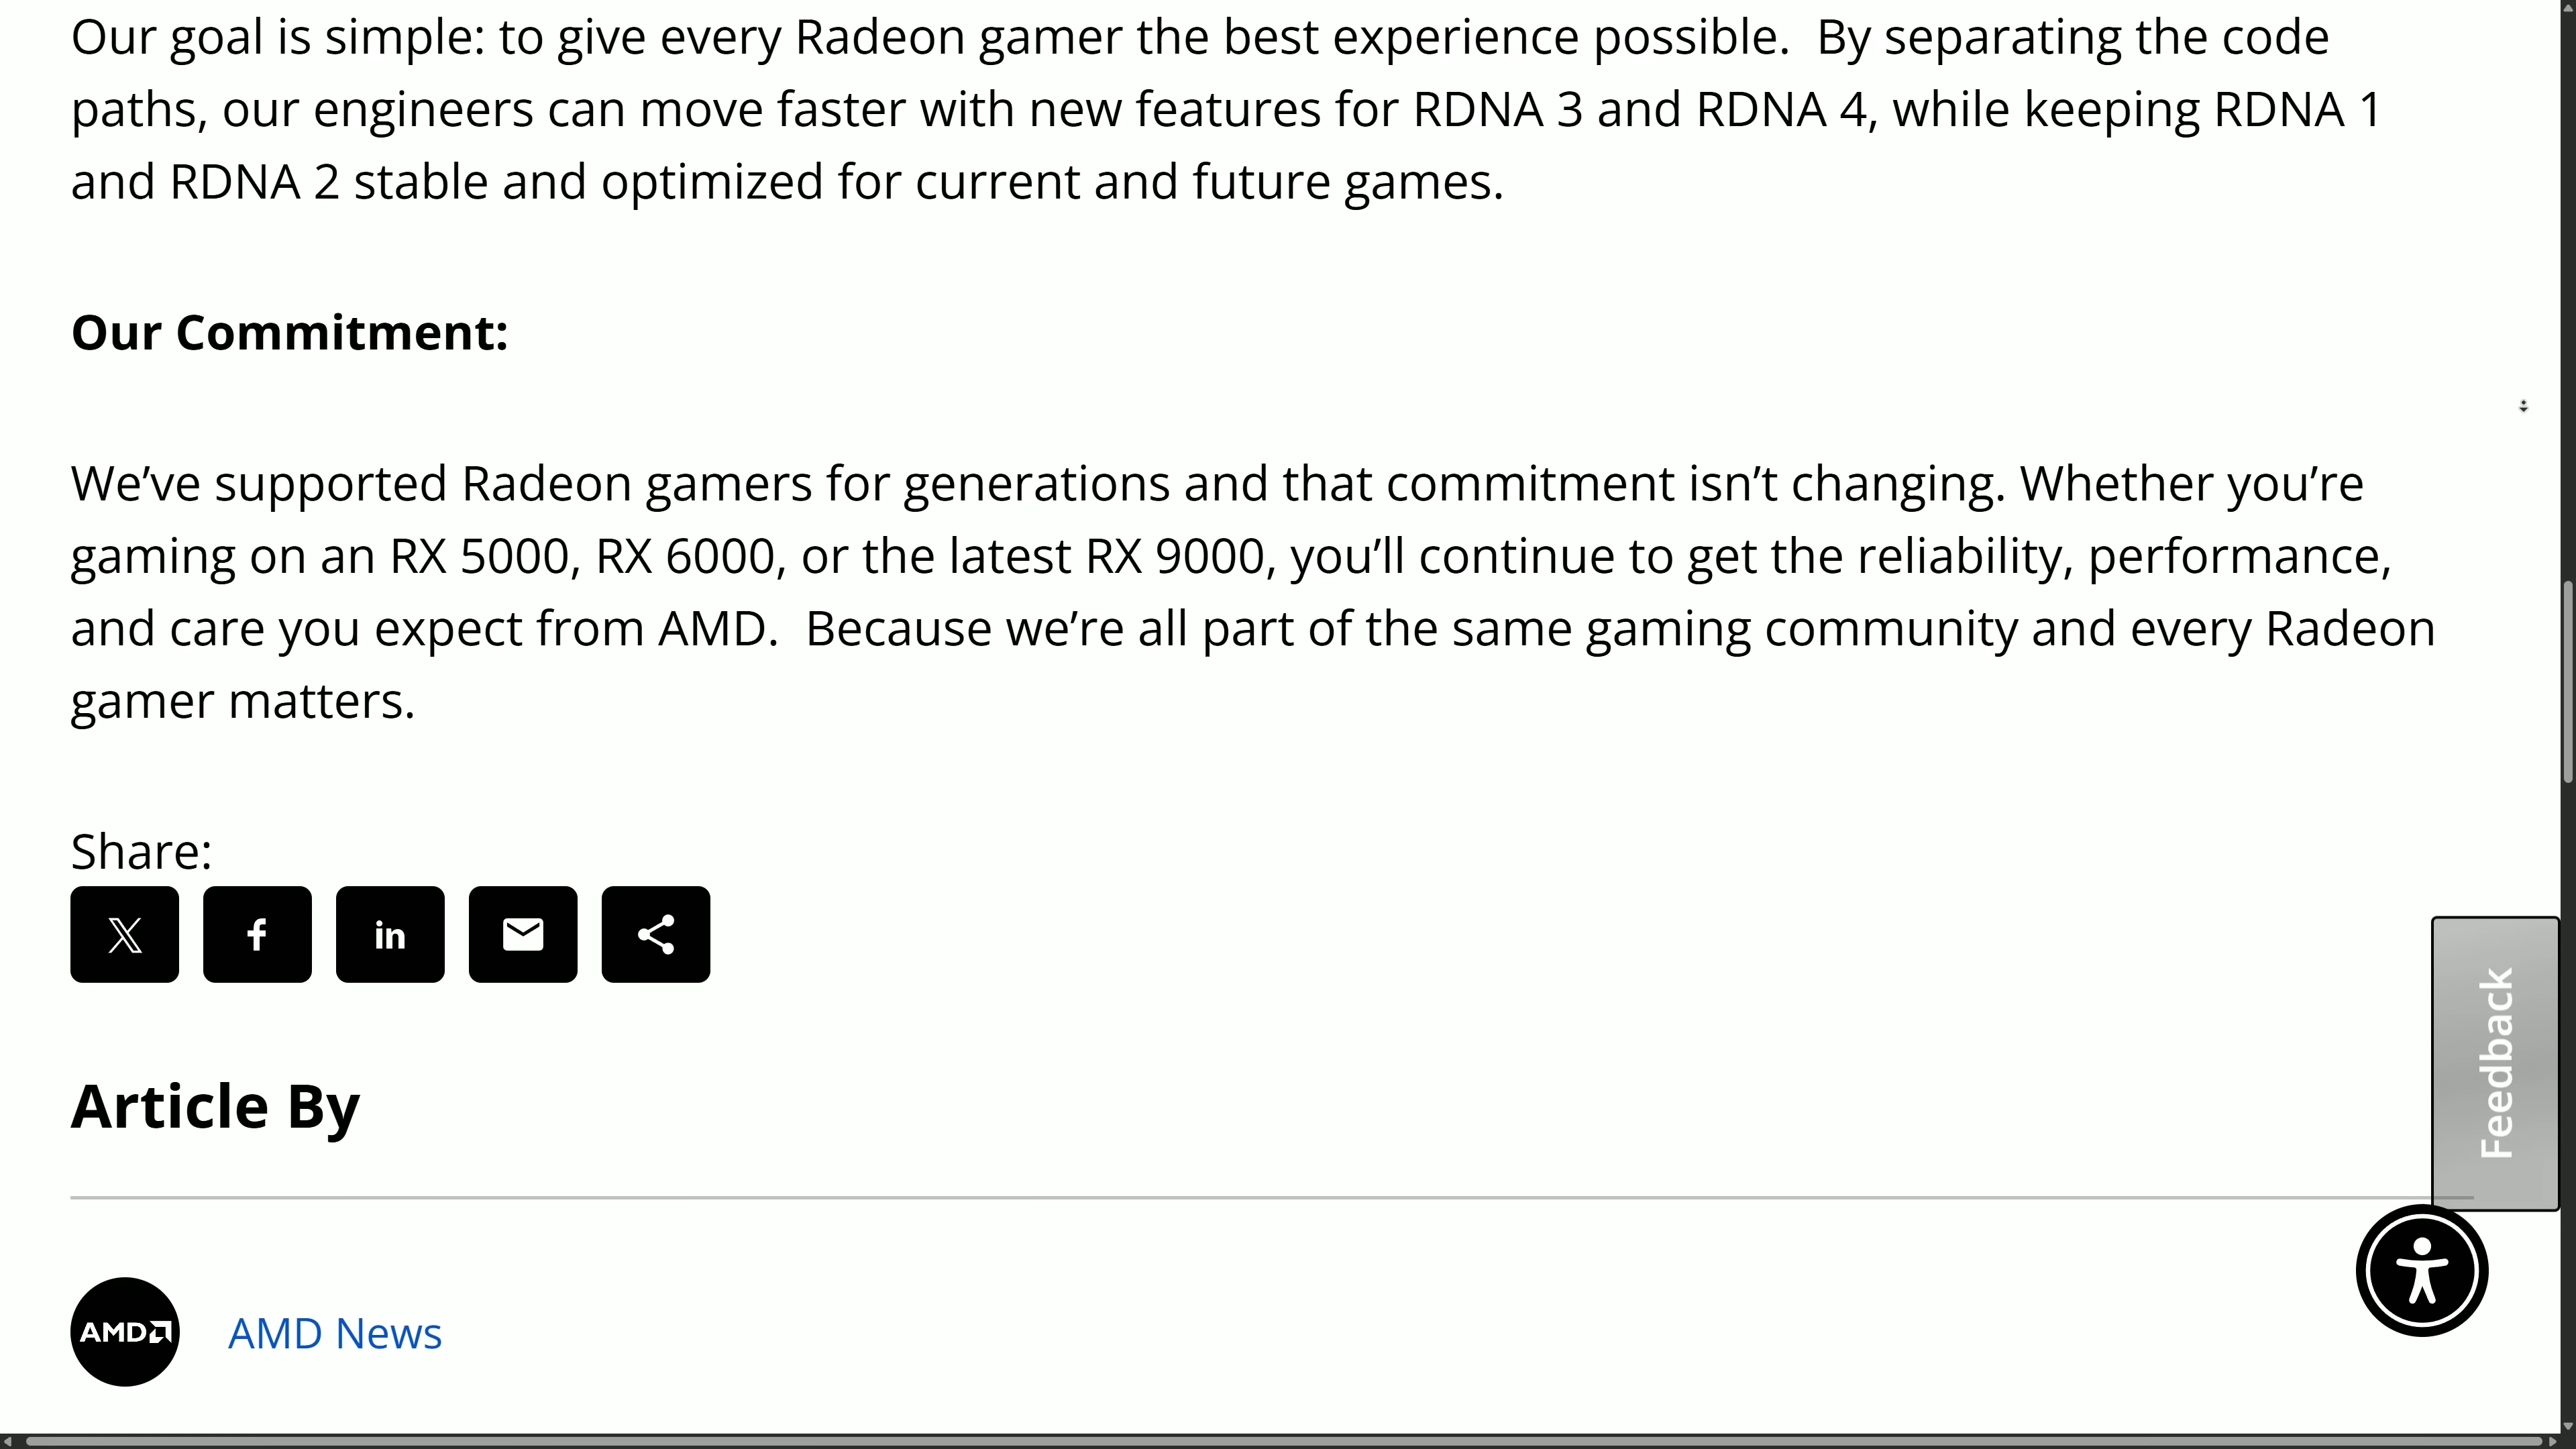 Our goal is simple: to give every Radeon gamer the best experience possible.  By separating the code
paths, our engineers can move faster with new features for RDNA 3 and RDNA 4, while keeping RDNA 1
and RDNA 2 stable and optimized for current and future games.
Our Commitment:
We’ve supported Radeon gamers for generations and that commitment isn’t changing. Whether you’re
gaming on an RX 5000, RX 6000, or the latest RX 9000, you’ll continue to get the reliability, performance,
and care you expect from AMD.  Because we’re all part of the same gaming community and every Radeon
gamer matters.
Share:
Feedback
Article By
AMD
AMD News